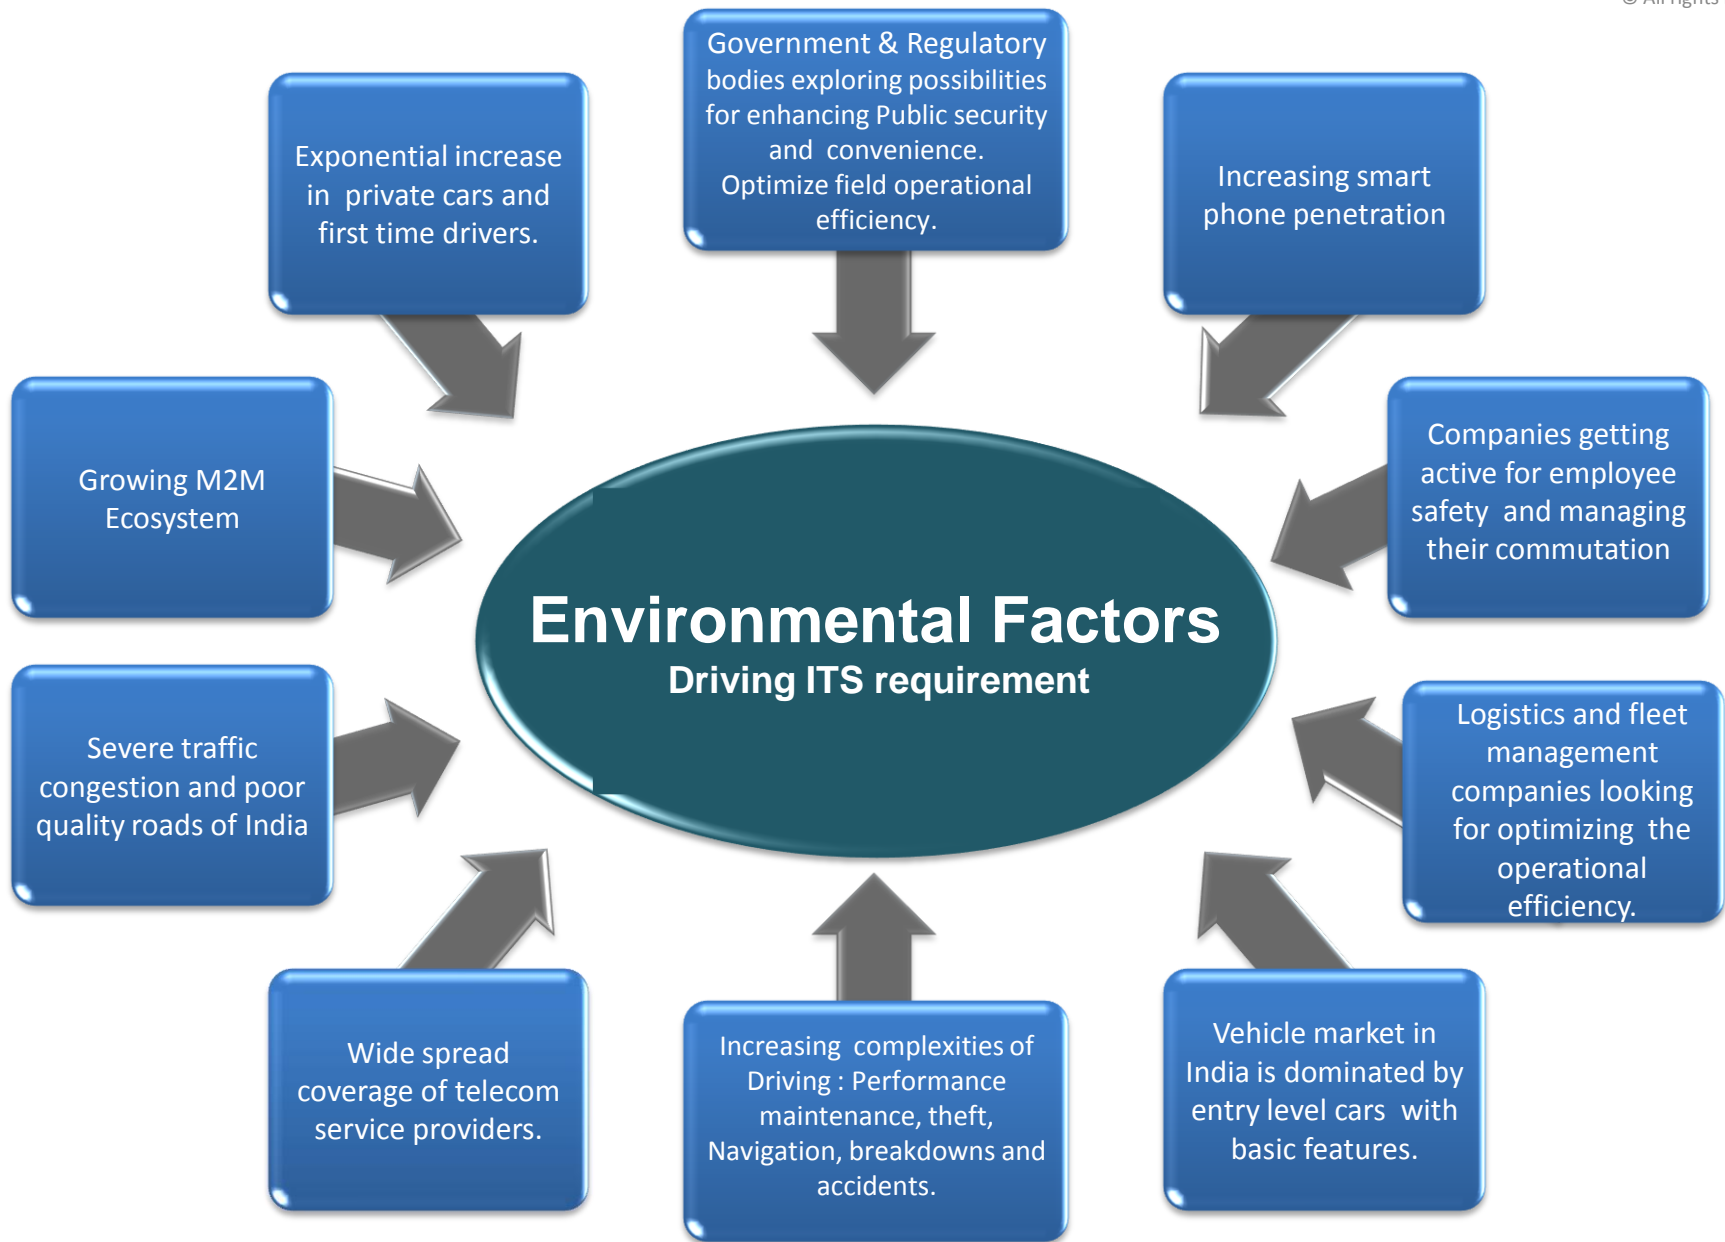 © All rights
Government & Regulatory
bodies exploring possibilities
for enhancing Public security
and convenience.
Optimize field operational
efficiency.
Exponential increase
in private cars and
first time drivers.
Increasing smart
phone penetration
Growing M2M
Ecosystem
Companies getting
active for employee
safety and managing
their commutation
Environmental Factors
Driving ITS requirement
Severe traffic
congestion and poor
quality roads of India
Logistics and fleet
management
companies looking
for optimizing the
operational
efficiency.
Wide spread
coverage of telecom
service providers.
Increasing complexities of
Driving : Performance
maintenance, theft,
Navigation, breakdowns and
accidents.
Vehicle market in
India is dominated by
entry level cars with
basic features.